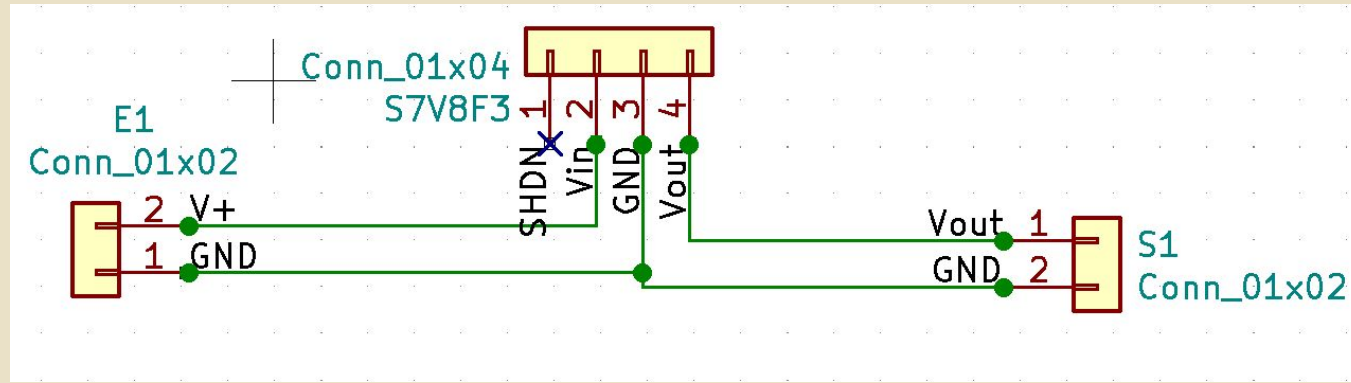 Conn_01x04
S7V8F3
1
2
3
4
SHDN
Vin
GND
Vout
E1
Conn_01x02
2
V+
1
GND
Vout
1
GND
2
S1
Conn_01x02